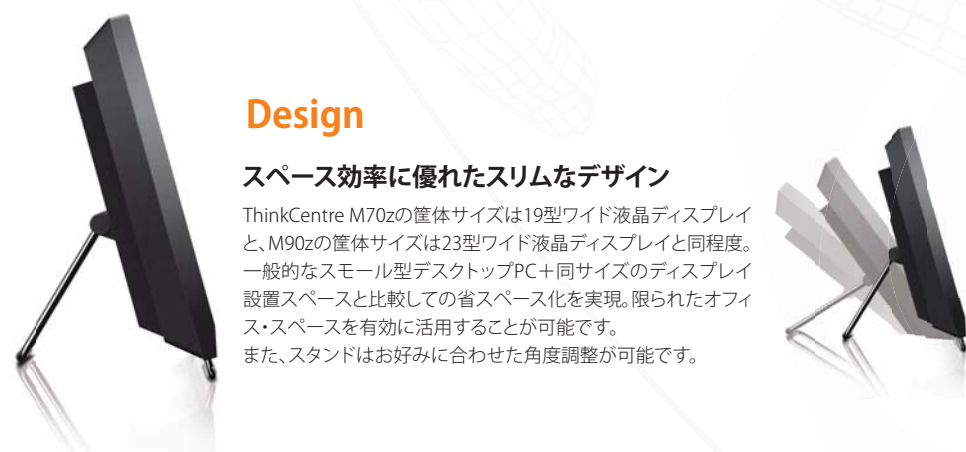 Design
スペース効率に優れたスリムなデザイン
ThinkCentre M70zの筐体サイズは19型ワイド液晶ディスプレイ
と、M90zの筐体サイズは23型ワイド液晶ディスプレイと同程度。
一般的なスモール型デスクトップPC＋同サイズのディスプレイ
設置スペースと比較しての省スペース化を実現。限られたオフィ
ス・スペースを有効に活用することが可能です。
また、スタンドはお好みに合わせた角度調整が可能です。